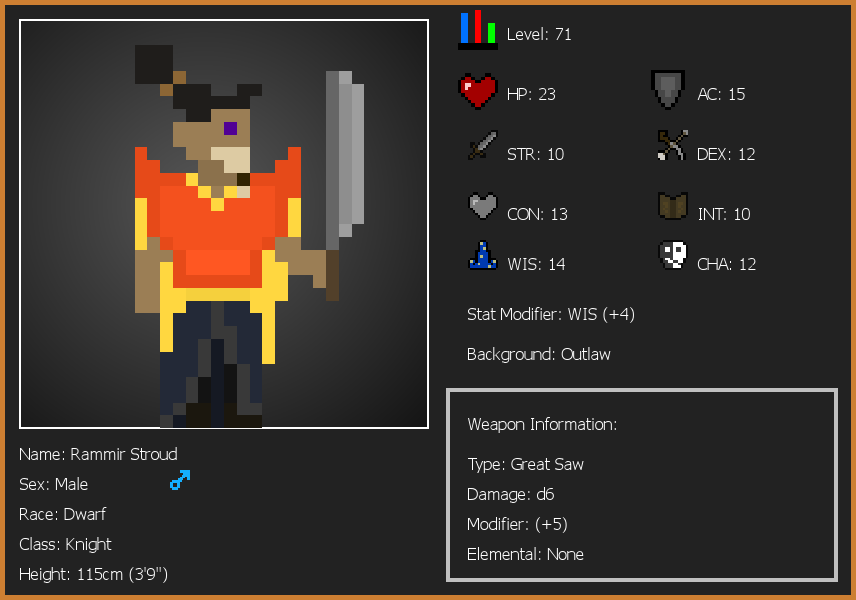 Level: 71
HP: 23
AC: 15
STR: 10
DEX: 12
CON: 13
INT: 10
WIS: 14
CHA: 12
Stat Modifier: WIS (+4)
Background: Outlaw
Weapon Information:
Type: Great Saw
Damage: d6
Modifier: (+5)
Elemental: None
Name: Rammir Stroud
Sex: Male
Race: Dwarf
Class: Knight
Height: 115cm (3'9")